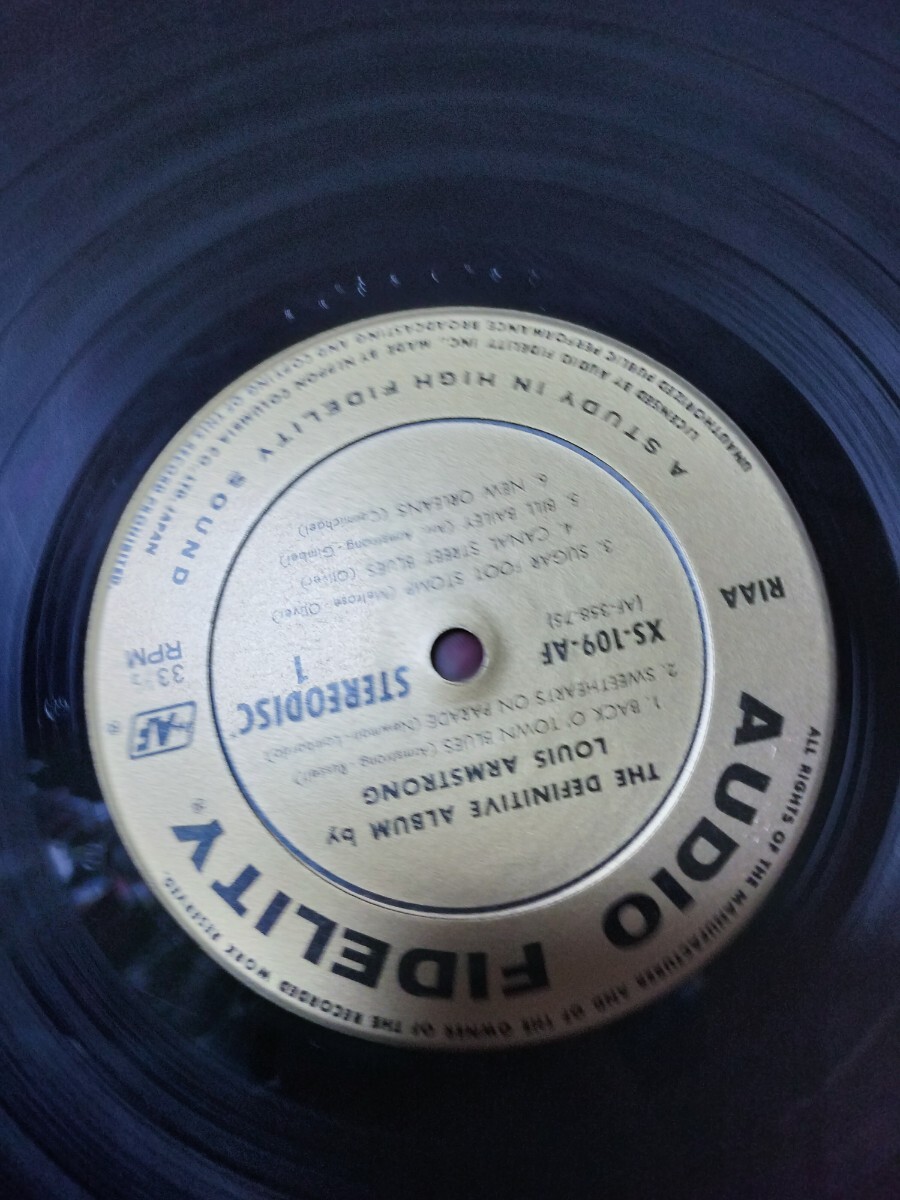 ALL RIGHTS OF THE MANUFACTURER AND OF THE OWNER OF THE RECORDED WORK RESERVED.
AUDIO FIDELITY ®
AF ®
THE DEFINITIVE ALBUM by
LOUIS ARMSTRONG
1. BACK O' TOWN BLUES (Armstrong - Russell)
2. SWEETHEARTS ON PARADE (Newman - Lombardo)
RIAA
XS-109-AF
(AF-358-7S)
STEREODISC
1
33⅓
RPM
3. SUGAR FOOT STOMP (Melrose - Oliver)
4. CANAL STREET BLUES (Oliver)
5. BILL BAILEY (Arr. Armstrong - Gimbel)
6. NEW ORLEANS (Carmichael)
A STUDY IN HIGH FIDELITY SOUND
LICENSED BY AUDIO FIDELITY INC. MADE BY NIPPON COLUMBIA CO., LTD. JAPAN
UNAUTHORIZED PUBLIC PERFORMANCE BROADCASTING AND COPYING OF THIS RECORD PROHIBITED.